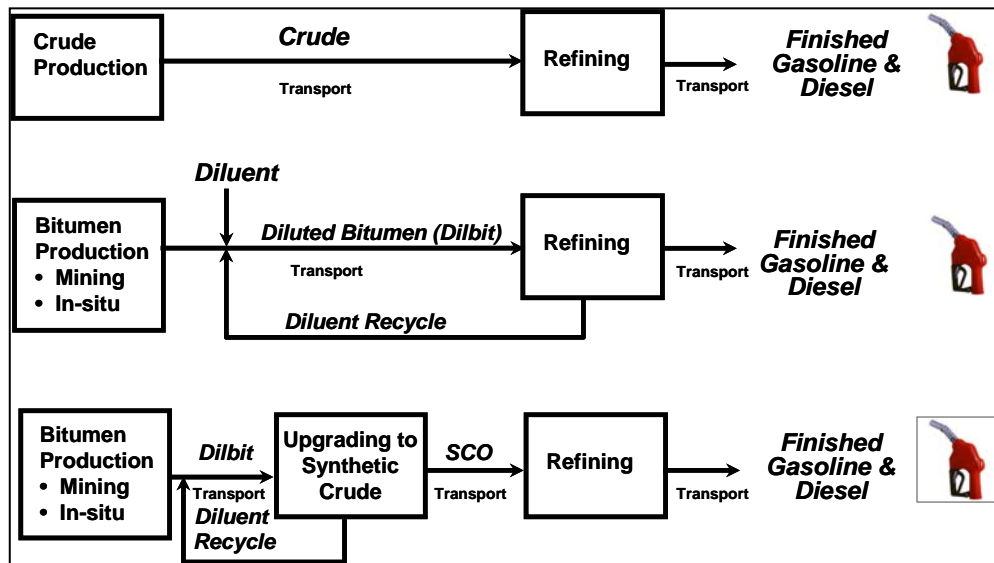 Crude
Production
Crude
Transport
Refining
Transport
Finished
Gasoline &
Diesel
Diluent
Bitumen
Production
• Mining
• In-situ
Diluted Bitumen (Dilbit)
Transport
Diluent Recycle
Refining
Transport
Finished
Gasoline &
Diesel
Bitumen
Production
• Mining
• In-situ
Dilbit
Transport
Diluent
Recycle
Upgrading to
Synthetic
Crude
SCO
Transport
Refining
Transport
Finished
Gasoline &
Diesel